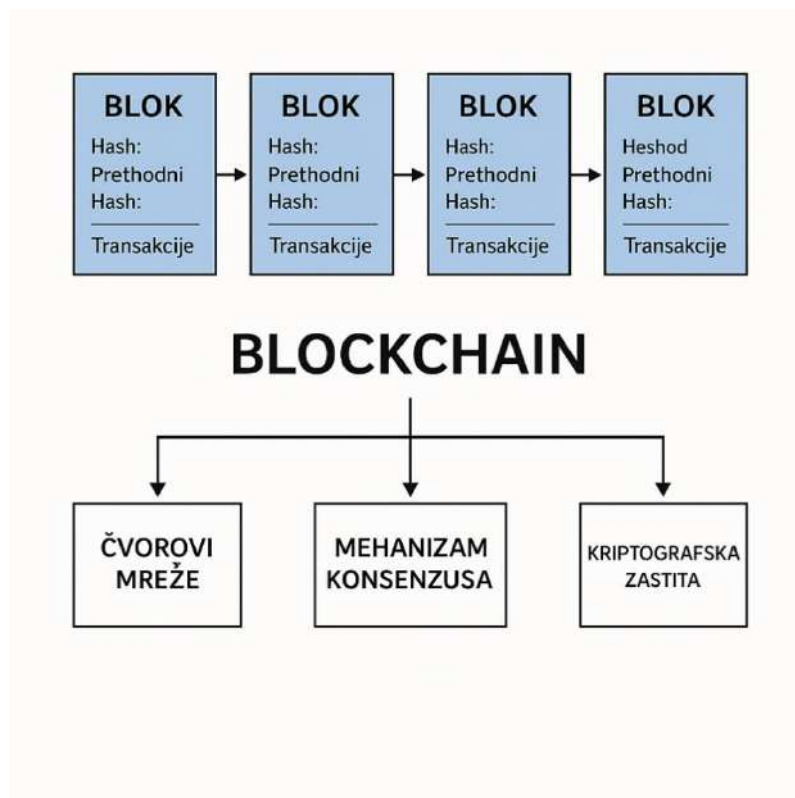 BLOK
Hash:
Prethodni
Hash:
Transakcije
BLOK
Hash:
Prethodni
Hash:
Transakcije
BLOK
Hash:
Prethodni
Hash:
Transakcije
BLOK
Heshod
Prethodni
Hash:
Transakcije
BLOCKCHAIN
ČVOROVI
MREŽE
MEHANIZAM
KONSENZUSA
KRIPTOGRAFSKA
ZASTITA